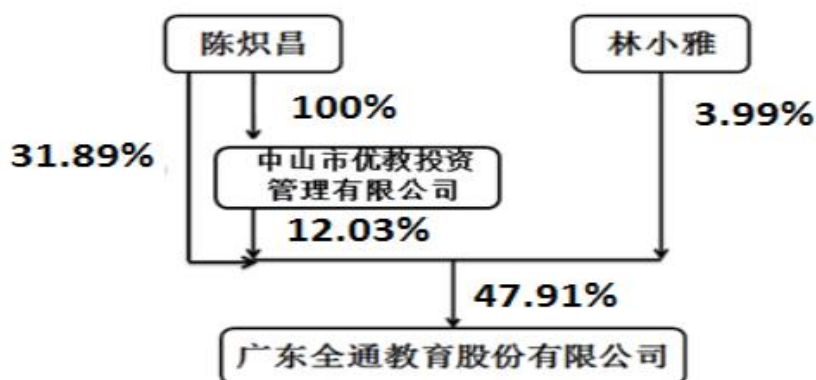 陈炽昌
林小雅
100%
3.99%
31.89%
中山市优教投资
管理有限公司
12.03%
47.91%
广东全通教育股份有限公司